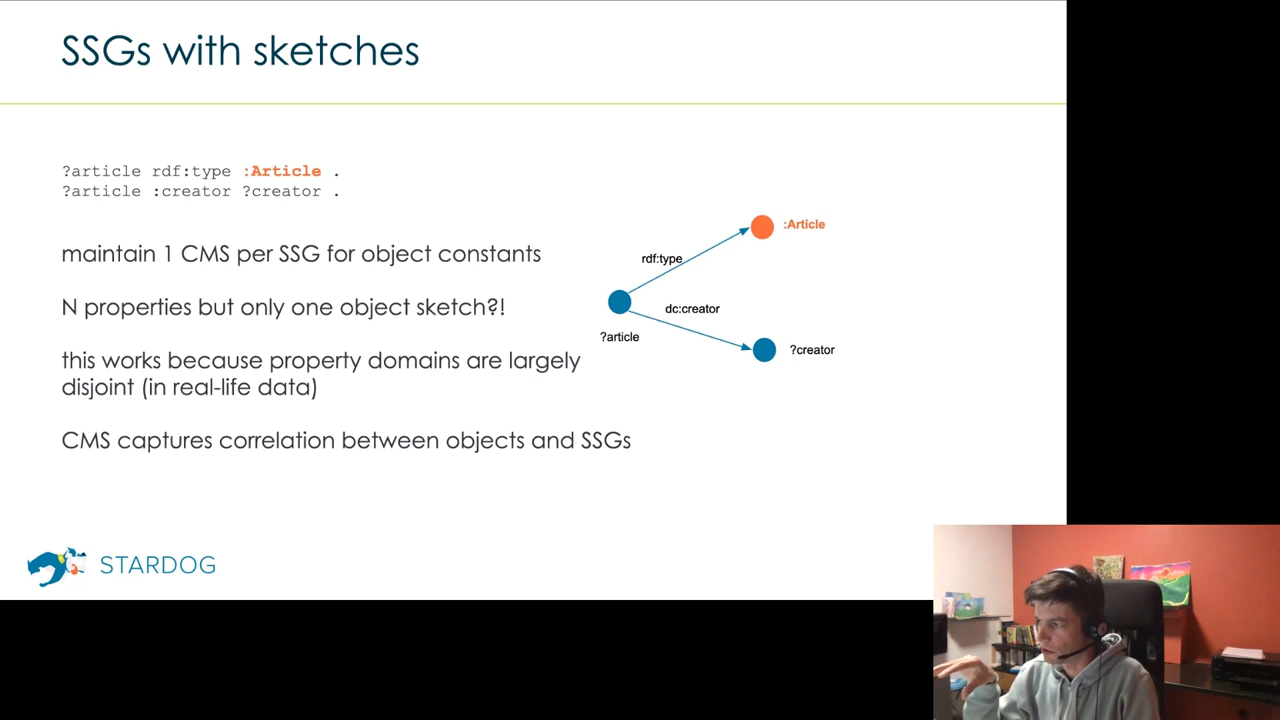 SSGs with sketches
?article rdf:type :Article .
?article :creator ?creator .
maintain 1 CMS per SSG for object constants
N properties but only one object sketch?!
this works because property domains are largely
disjoint (in real-life data)
CMS captures correlation between objects and SSGs
:Article
rdf:type
dc:creator
?article
?creator
STARDOG